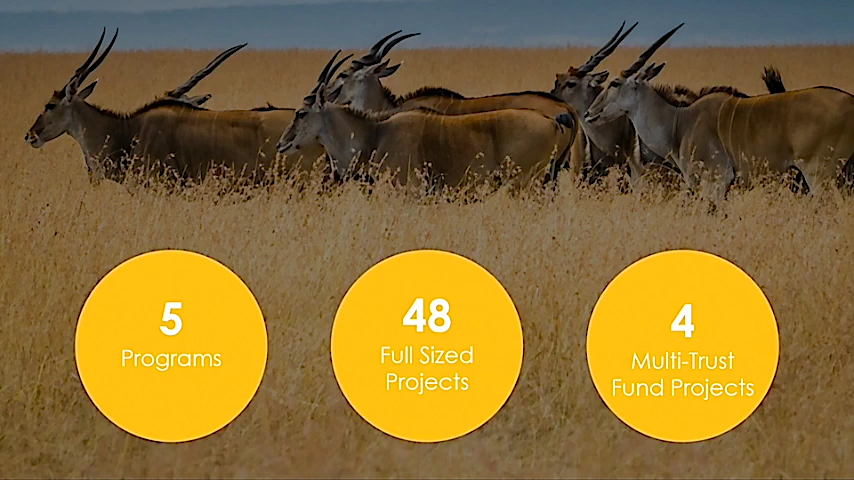 5
Programs
48
Full Sized
Projects
4
Multi-Trust
Fund Projects